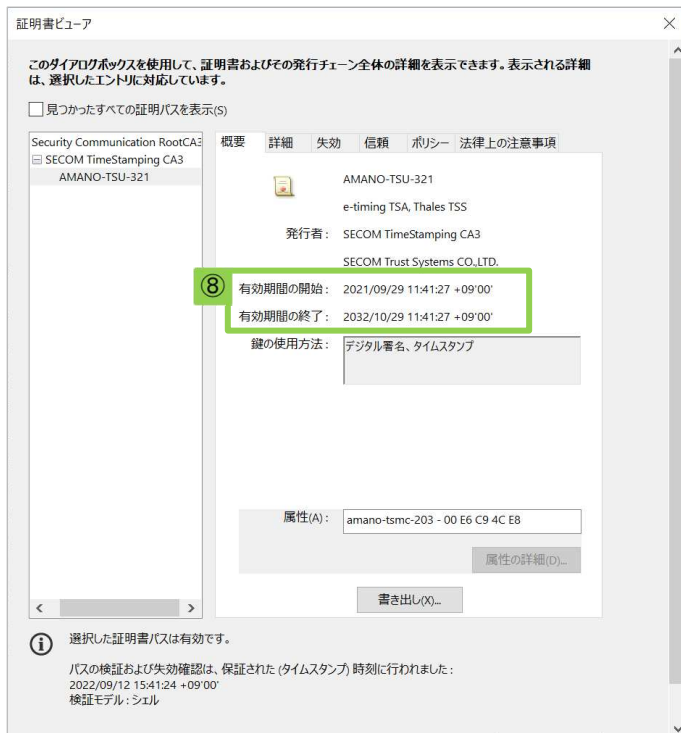 証明書ビューア
このダイアログボックスを使用して、証明書およびその発行チェーン全体の詳細を表示できます。表示される詳細
は、選択したエントリに対応しています。
見つかったすべての証明パスを表示(S)
Security Communication RootCA3
SECOM TimeStamping CA3
AMANO-TSU-321
概要 詳細 失効 信頼 ポリシー 法律上の注意事項
AMANO-TSU-321
e-timing TSA, Thales TSS
発行者: SECOM TimeStamping CA3
SECOM Trust Systems CO.,LTD.
⑧
有効期間の開始: 2021/09/29 11:41:27 +09'00'
有効期間の終了: 2032/10/29 11:41:27 +09'00'
鍵の使用方法: デジタル署名、タイムスタンプ
属性(A): amano-tsmc-203 - 00 E6 C9 4C E8
属性の詳細(D)...
書き出し(X)...
選択した証明書パスは有効です。
パスの検証および失効確認は、保証された (タイムスタンプ) 時刻に行われました:
2022/09/12 15:41:24 +09'00'
検証モデル: シェル